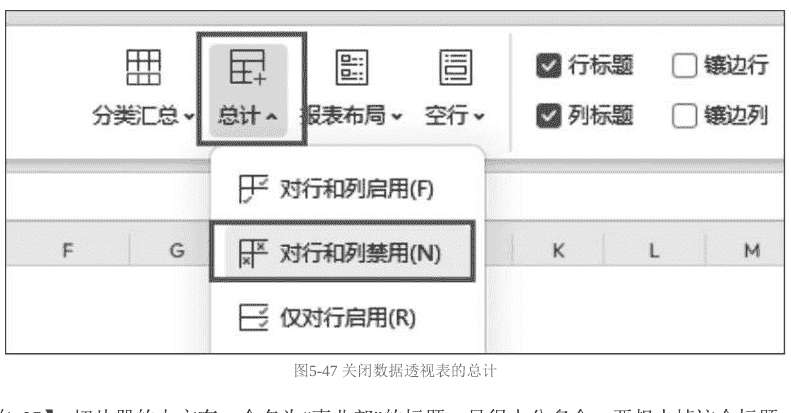 行标题 镶边行
分类汇总 总计 报表布局 空行 列标题 镶边列
对行和列启用(F)
F G 对行和列禁用(N) K L M
仅对行启用(R)
图5-47 关闭数据透视表的总计